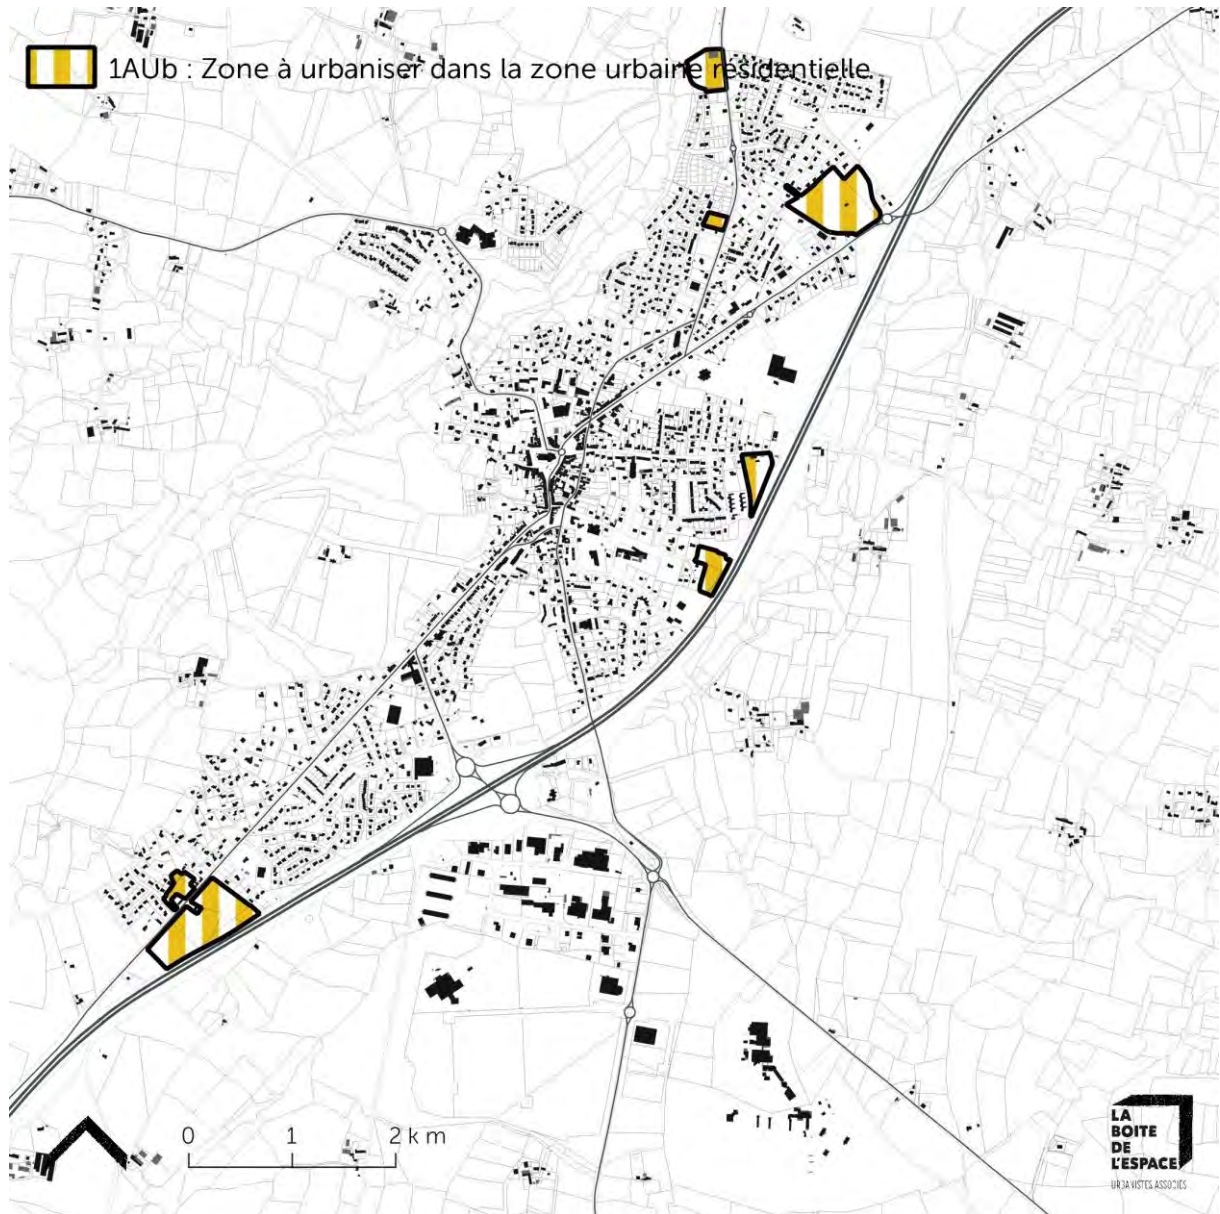 1AUb : Zone à urbaniser dans la zone urbaine résidentielle
0 1 2 km
LA
BOITE
DE
L'ESPACE
URBANISTES ASSOCIÉS